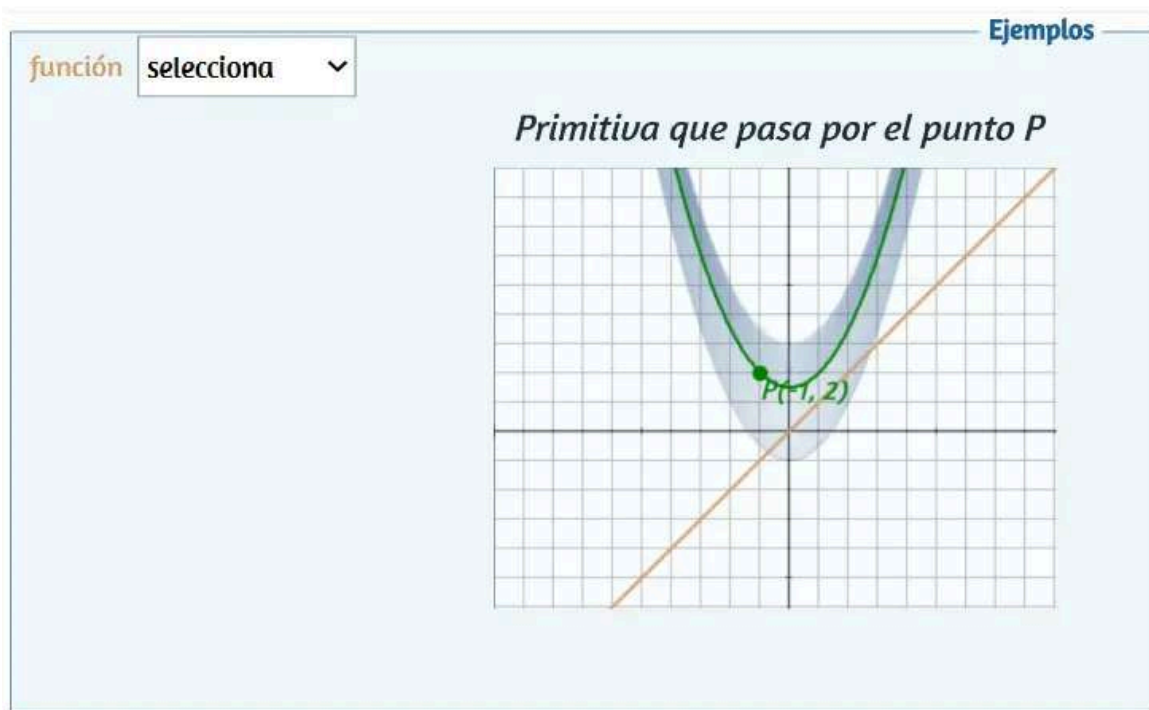 Ejemplos
función selecciona
Primitiva que pasa por el punto P
P(-1, 2)